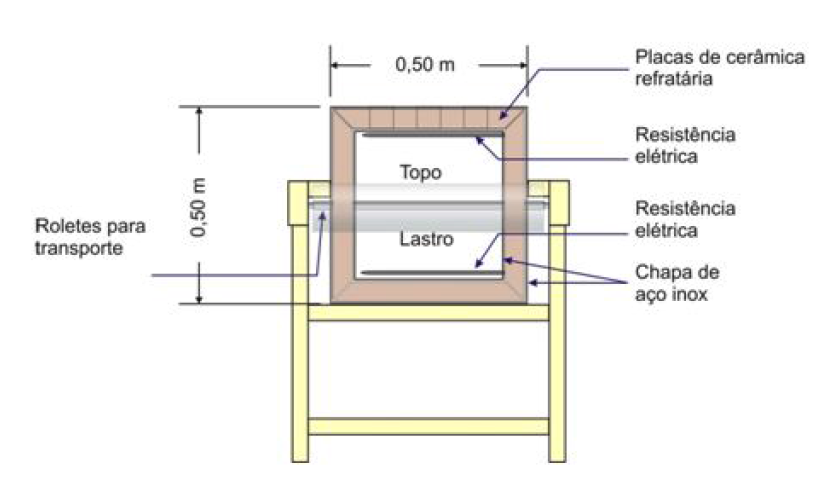 0,50 m
Placas de cerâmica
refratária
Resistência
elétrica
Topo
0,50 m
Roletes para
transporte
Resistência
elétrica
Lastro
Chapa de
aço inox